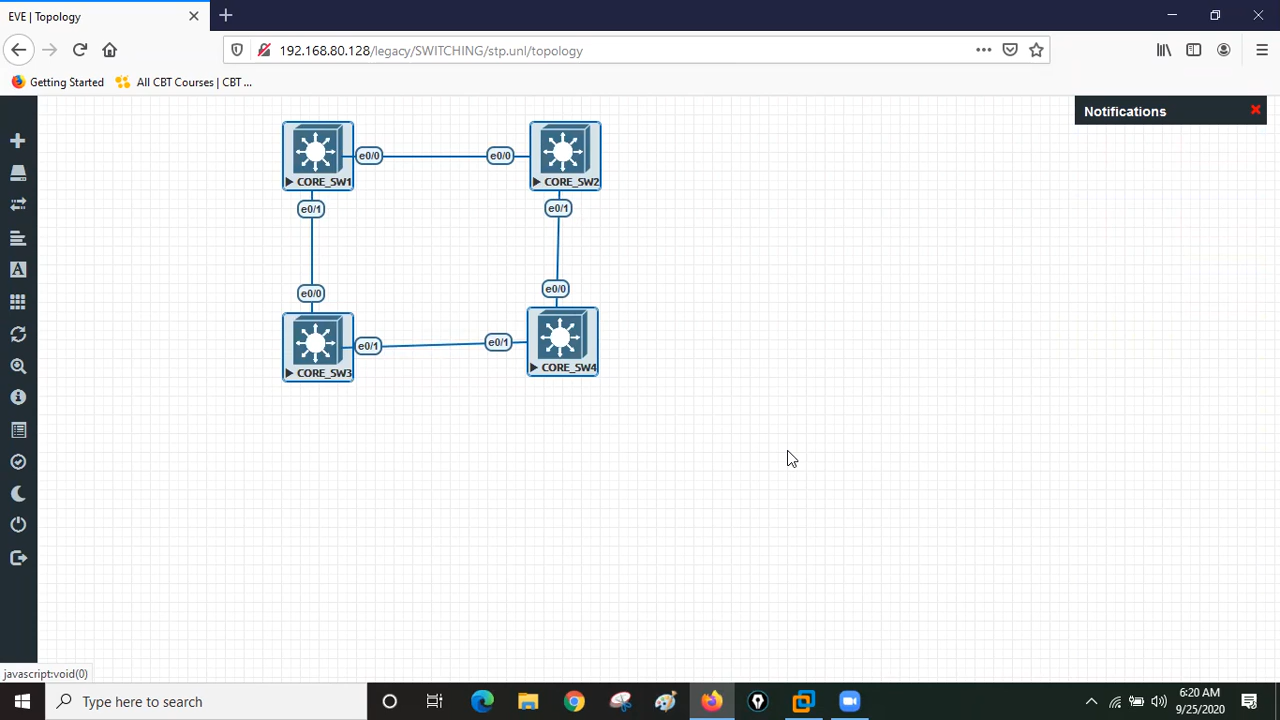 EVE | Topology
192.168.80.128/legacy/SWITCHING/stp.unl/topology
Getting Started
All CBT Courses | CBT ...
Notifications
CORE_SW1
e0/0
e0/0
CORE_SW2
e0/1
e0/1
e0/0
e0/0
CORE_SW3
e0/1
e0/1
CORE_SW4
javascript:void(0)
Type here to search
6:20 AM
9/25/2020